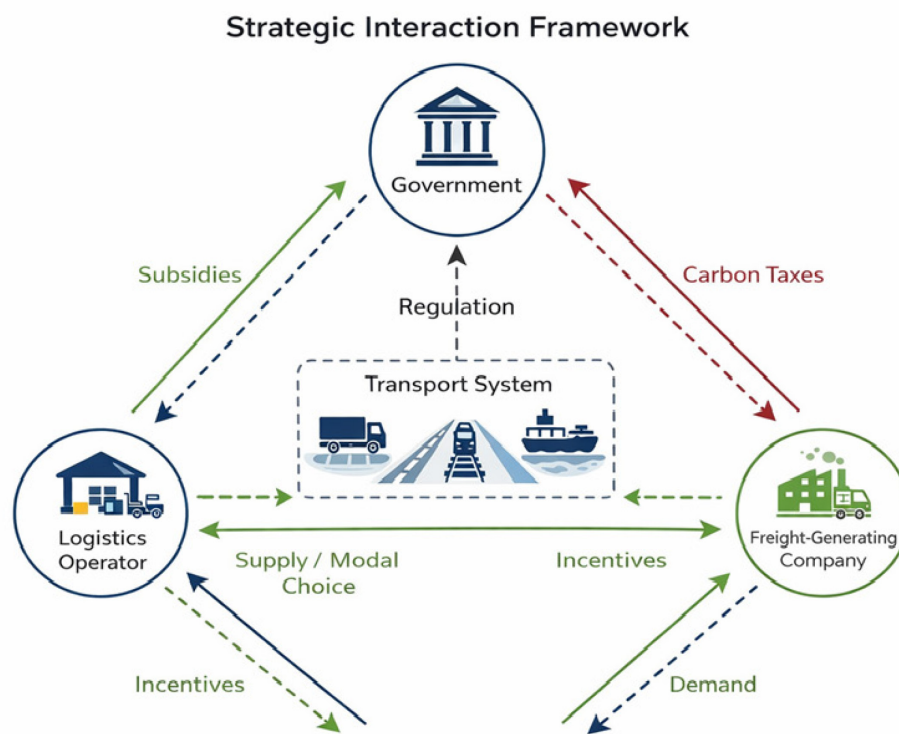 Strategic Interaction Framework
Government
Subsidies
Carbon Taxes
Regulation
Transport System
Logistics
Operator
Freight-Generating
Company
Supply / Modal
Choice
Incentives
Incentives
Demand